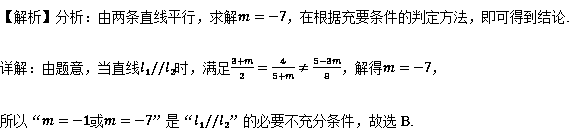 【解析】分析：由两条直线平行，求解m=-7，在根据充要条件的判定方法，即可得到结论.
详解：由题意，当直线l₁//l₂时，满足\frac{3+m}{2}=\frac{4}{5+m}≠\frac{5-3m}{8}，解得m=-7，
所以“m=-1或m=-7”是“l₁//l₂”的必要不充分条件，故选 B.